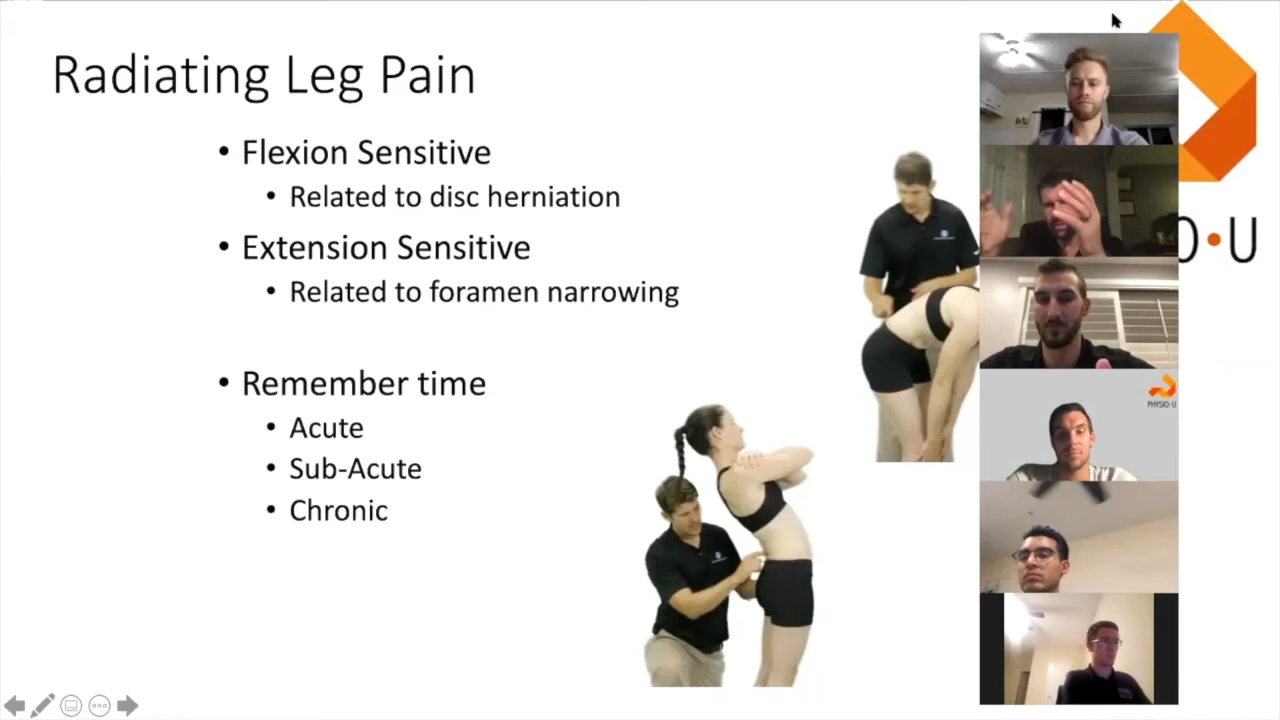 Radiating Leg Pain
• Flexion Sensitive
• Related to disc herniation
• Extension Sensitive
• Related to foramen narrowing
• Remember time
• Acute
• Sub-Acute
• Chronic
O•U
PHYSIO•U